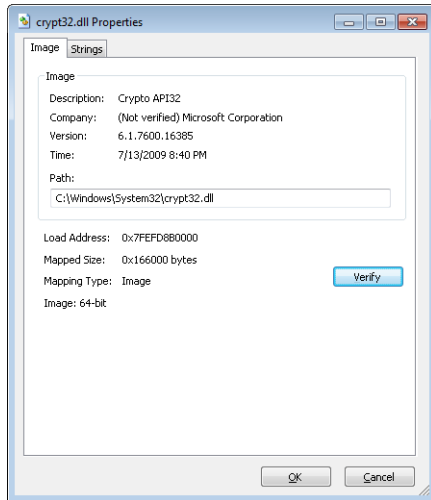 crypt32.dll Properties
Image Strings
Image
Description: Crypto API32
Company: (Not verified) Microsoft Corporation
Version: 6.1.7600.16385
Time: 7/13/2009 8:40 PM
Path:
C:\Windows\System32\crypt32.dll
Load Address: 0x7FEFD8B0000
Mapped Size: 0x166000 bytes
Mapping Type: Image
Verify
Image: 64-bit
OK Cancel